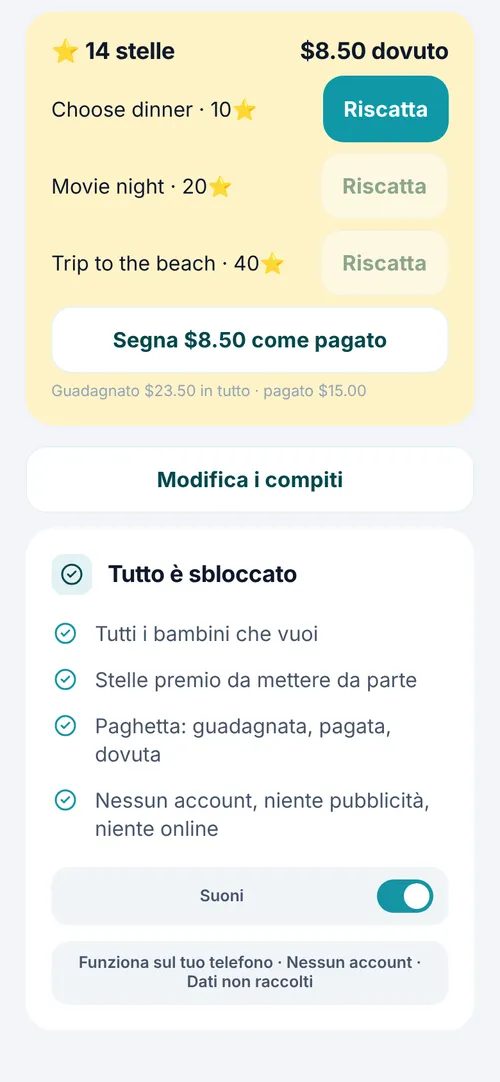 ⭐ 14 stelle
$8.50 dovuto
Choose dinner · 10⭐
Riscatta
Movie night · 20⭐
Riscatta
Trip to the beach · 40⭐
Riscatta
Segna $8.50 come pagato
Guadagnato $23.50 in tutto · pagato $15.00
Modifica i compiti
Tutto è sbloccato
Tutti i bambini che vuoi
Stelle premio da mettere da parte
Paghetta: guadagnata, pagata,
dovuta
Nessun account, niente pubblicità,
niente online
Suoni
Funziona sul tuo telefono · Nessun account ·
Dati non raccolti